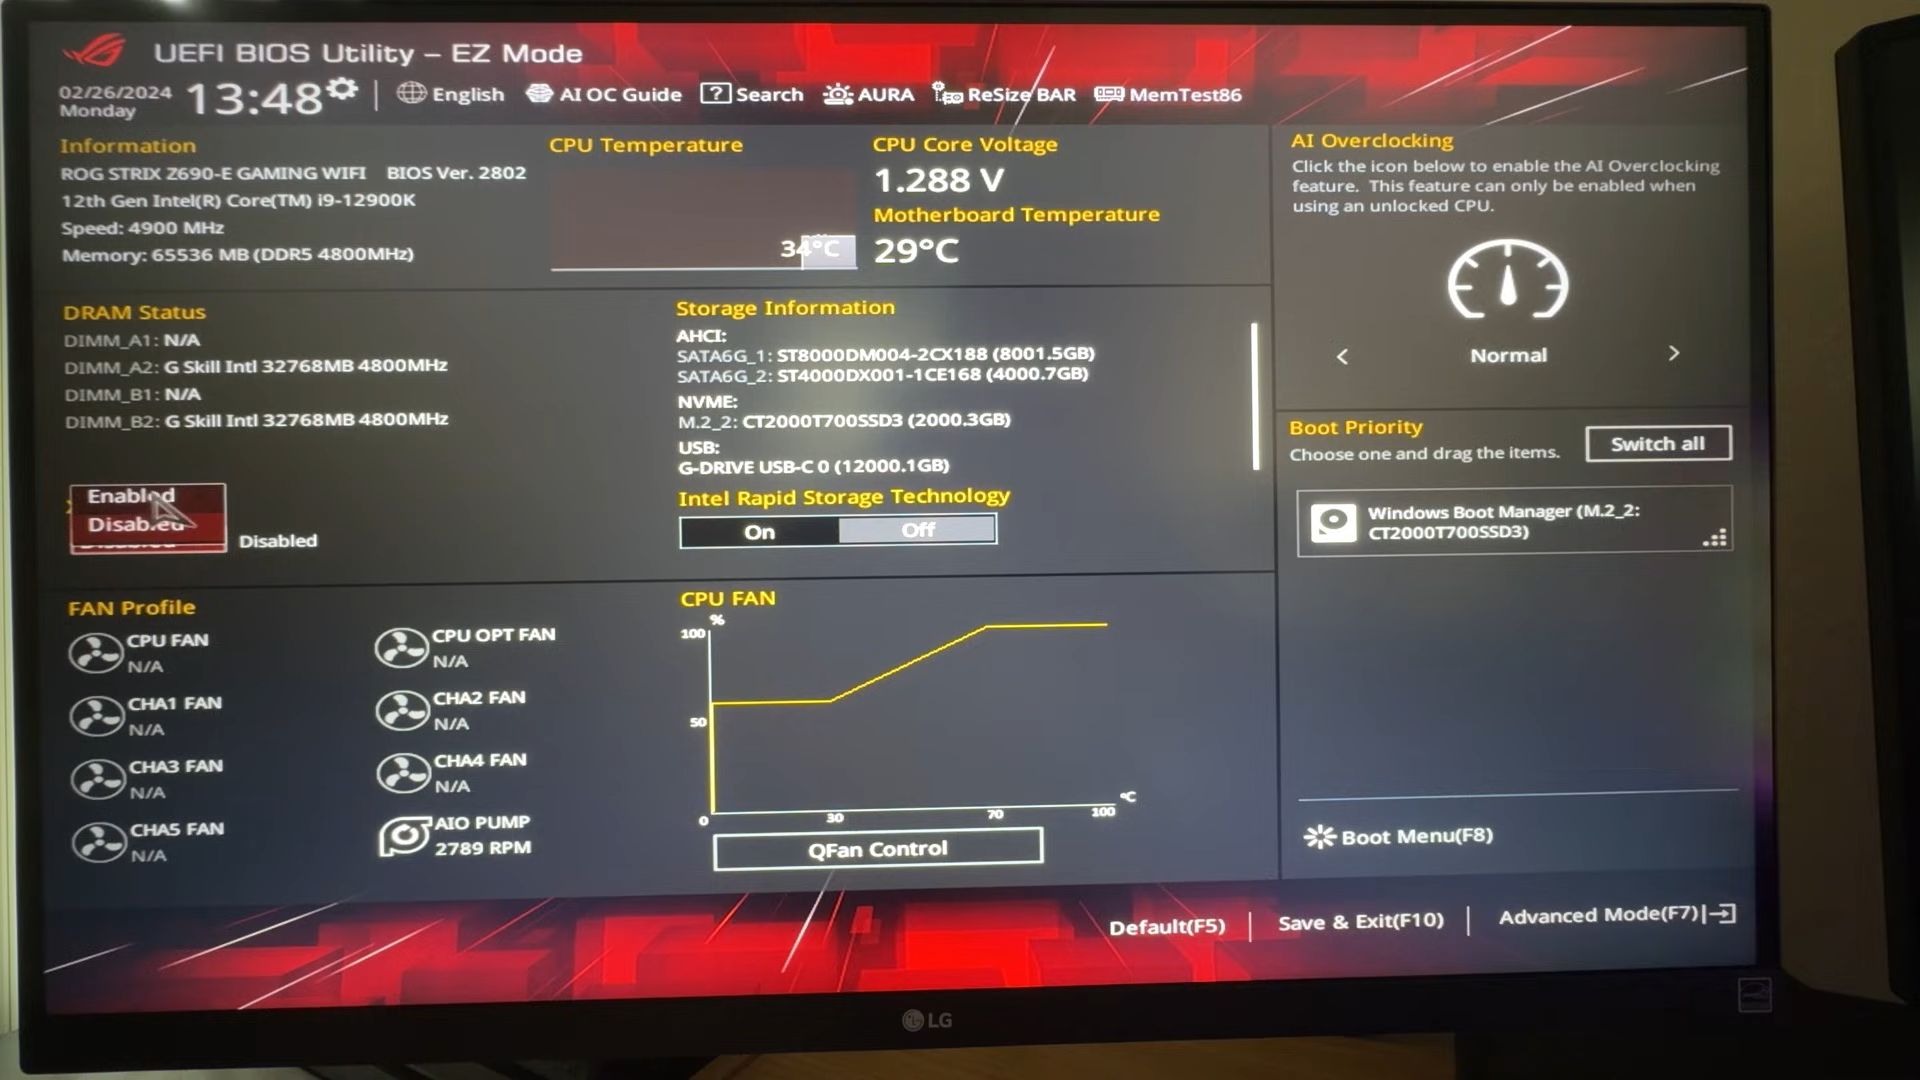 UEFI BIOS Utility – EZ Mode
02/26/2024
Monday
13:48
English
AI OC Guide
Search
AURA
ReSize BAR
MemTest86
Information
ROG STRIX Z690-E GAMING WIFI BIOS Ver. 2802
12th Gen Intel(R) Core(TM) i9-12900K
Speed: 4900 MHz
Memory: 65536 MB (DDR5 4800MHz)
CPU Temperature
34°C
CPU Core Voltage
1.288 V
Motherboard Temperature
29°C
AI Overclocking
Click the icon below to enable the AI Overclocking
feature. This feature can only be enabled when
using an unlocked CPU.
Normal
DRAM Status
DIMM_A1: N/A
DIMM_A2: G Skill Intl 32768MB 4800MHz
DIMM_B1: N/A
DIMM_B2: G Skill Intl 32768MB 4800MHz
Enabled
Disabled
Disabled
Storage Information
AHCI:
SATA6G_1: ST8000DM004-2CX188 (8001.5GB)
SATA6G_2: ST4000DX001-1CE168 (4000.7GB)
NVME:
M.2_2: CT2000T700SSD3 (2000.3GB)
USB:
G-DRIVE USB-C 0 (12000.1GB)
Intel Rapid Storage Technology
On
Off
Boot Priority
Choose one and drag the items.
Switch all
Windows Boot Manager (M.2_2:
CT2000T700SSD3)
FAN Profile
CPU FAN
N/A
CPU OPT FAN
N/A
CHA1 FAN
N/A
CHA2 FAN
N/A
CHA3 FAN
N/A
CHA4 FAN
N/A
CHA5 FAN
N/A
AIO PUMP
2789 RPM
CPU FAN
%
100
50
0
30
70
100
°C
QFan Control
Boot Menu(F8)
Default(F5)
Save & Exit(F10)
Advanced Mode(F7)
LG